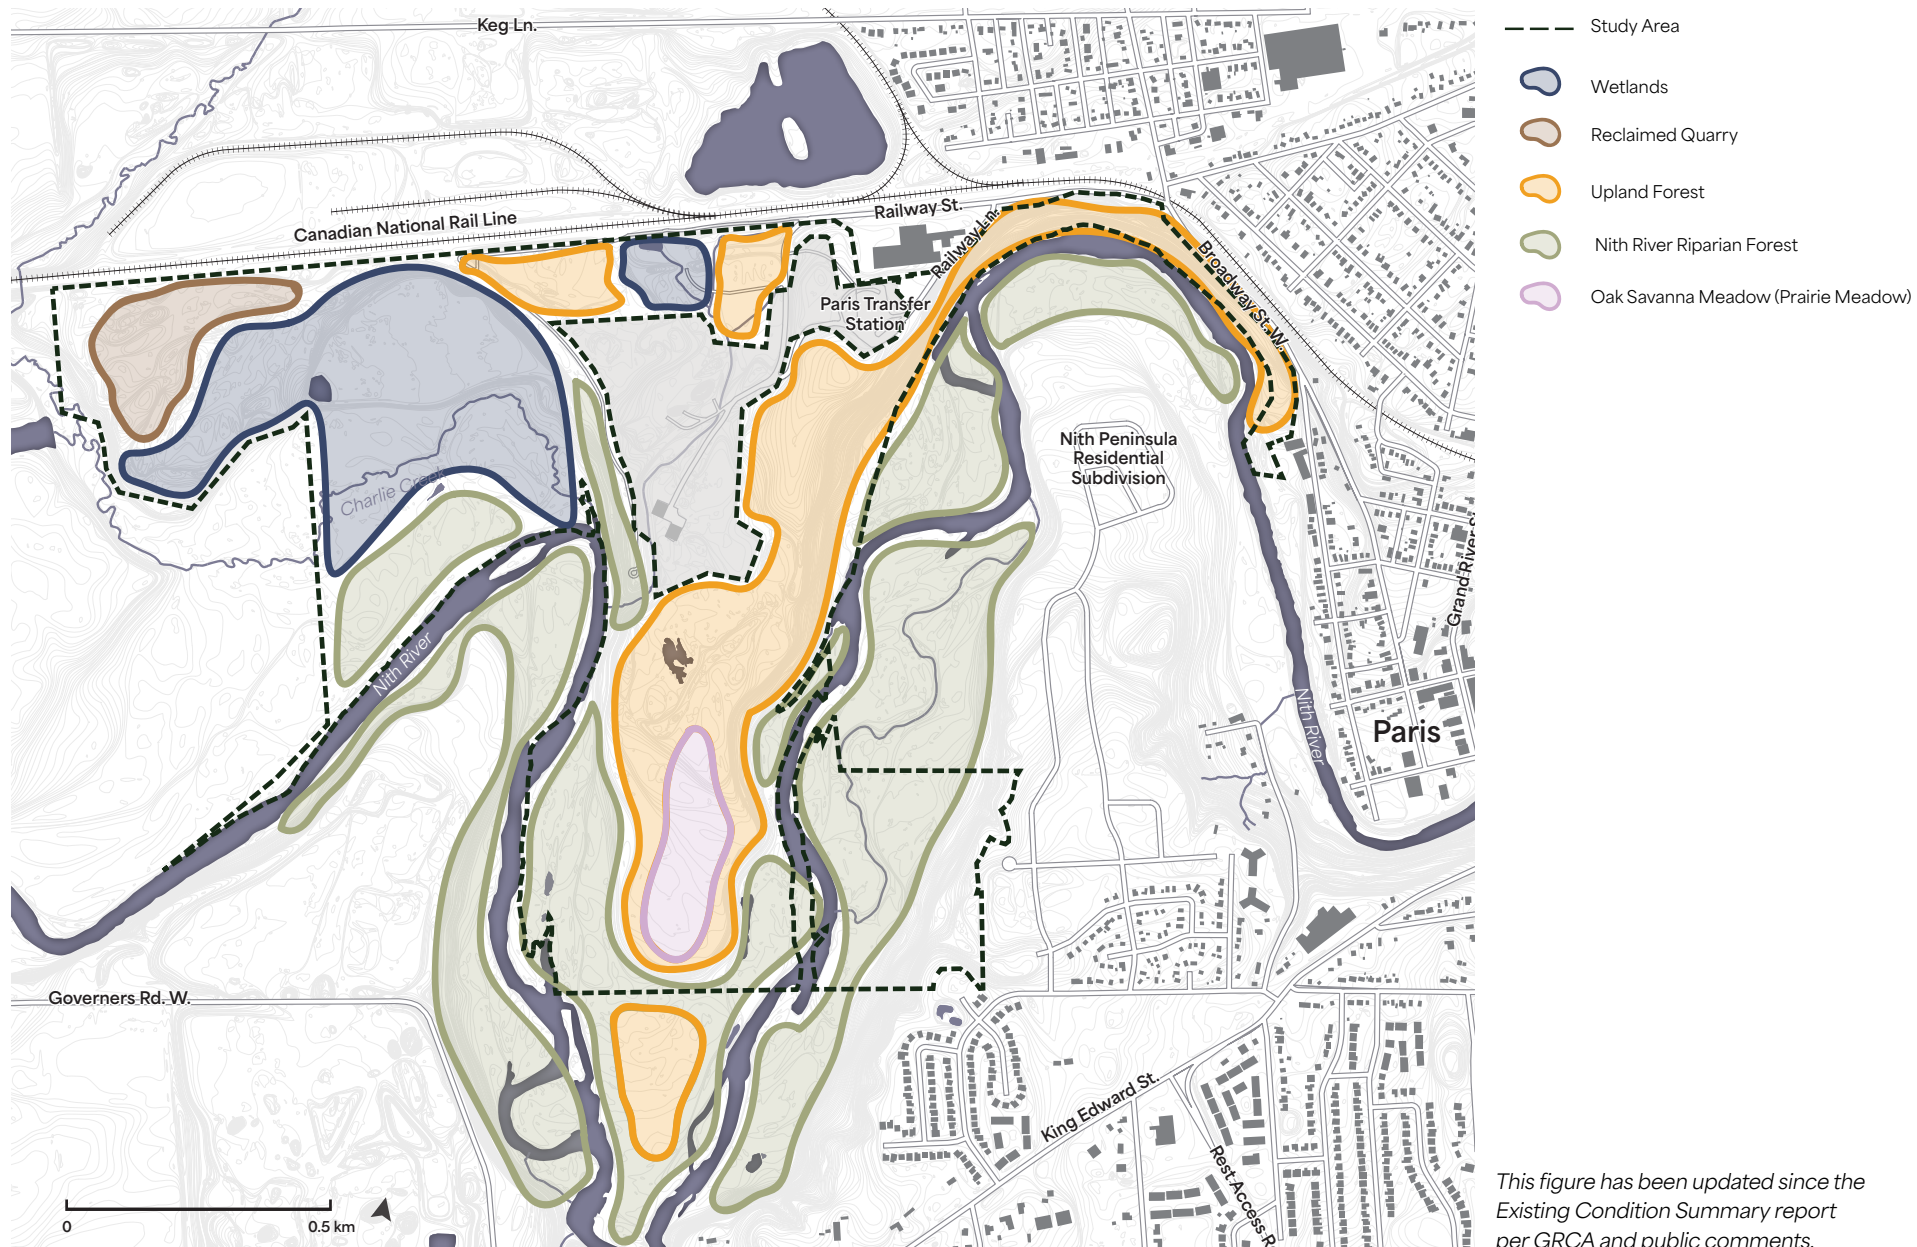 Keg Ln.
Canadian National Rail Line
Railway St.
Railway Ln.
Broadway St. W.
Paris Transfer
Station
Nith Peninsula
Residential
Subdivision
Charlie Creek
Nith River
Nith River
Grand River S
Paris
Governers Rd. W.
King Edward St.
Rest Access R
0
0.5 km
Study Area
Wetlands
Reclaimed Quarry
Upland Forest
Nith River Riparian Forest
Oak Savanna Meadow (Prairie Meadow)
This figure has been updated since the
Existing Condition Summary report
per GRCA and public comments.